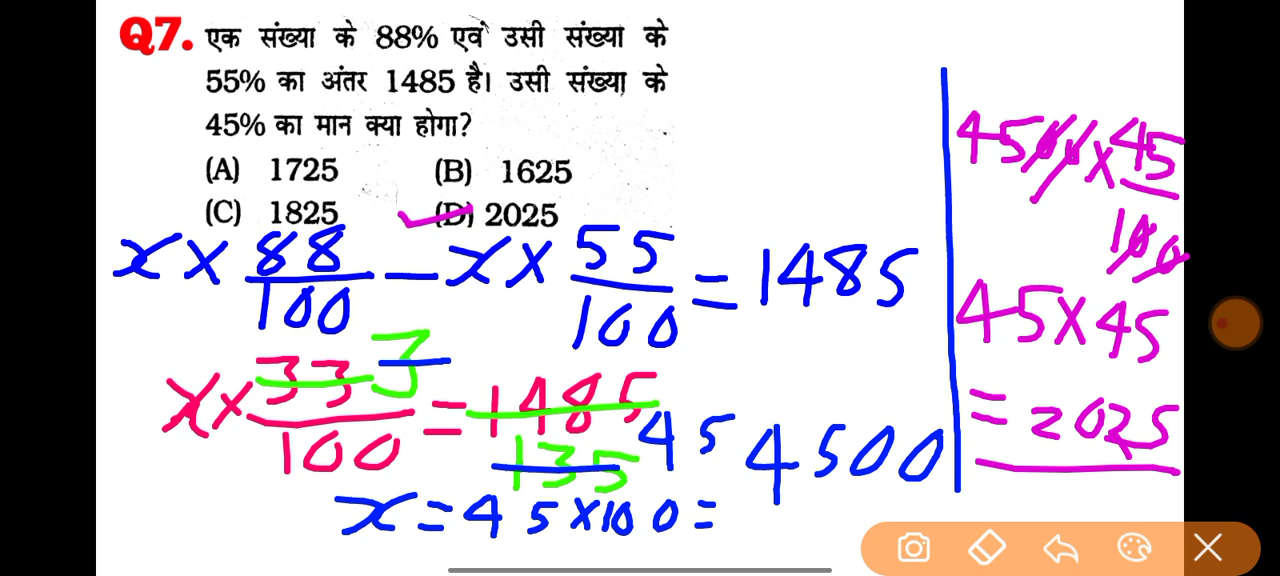 Q7. एक संख्या के 88% एवं उसी संख्या के
55% का अंतर 1485 है। उसी संख्या के
45% का मान क्या होगा?
(A) 1725 (B) 1625
(C) 1825 (D) 2025
x × 88/100 - x × 55/100 = 1485
x × 33/100 = 1485
3
135
45
x = 45 × 100 = 4500
4500 × 45/100
45 × 45
= 2025